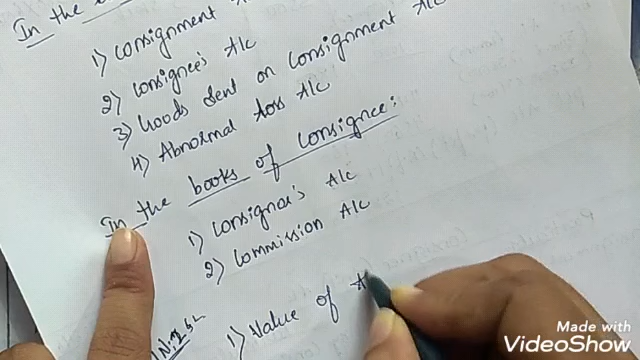 In the
1) Consignment
2) Consignee's A/c
3) Goods Sent on Consignment A/c
4) Abnormal Loss A/c
In the books of Consignee:
1) Consignor's A/c
2) Commission A/c
1) Value of
Made with
VideoShow